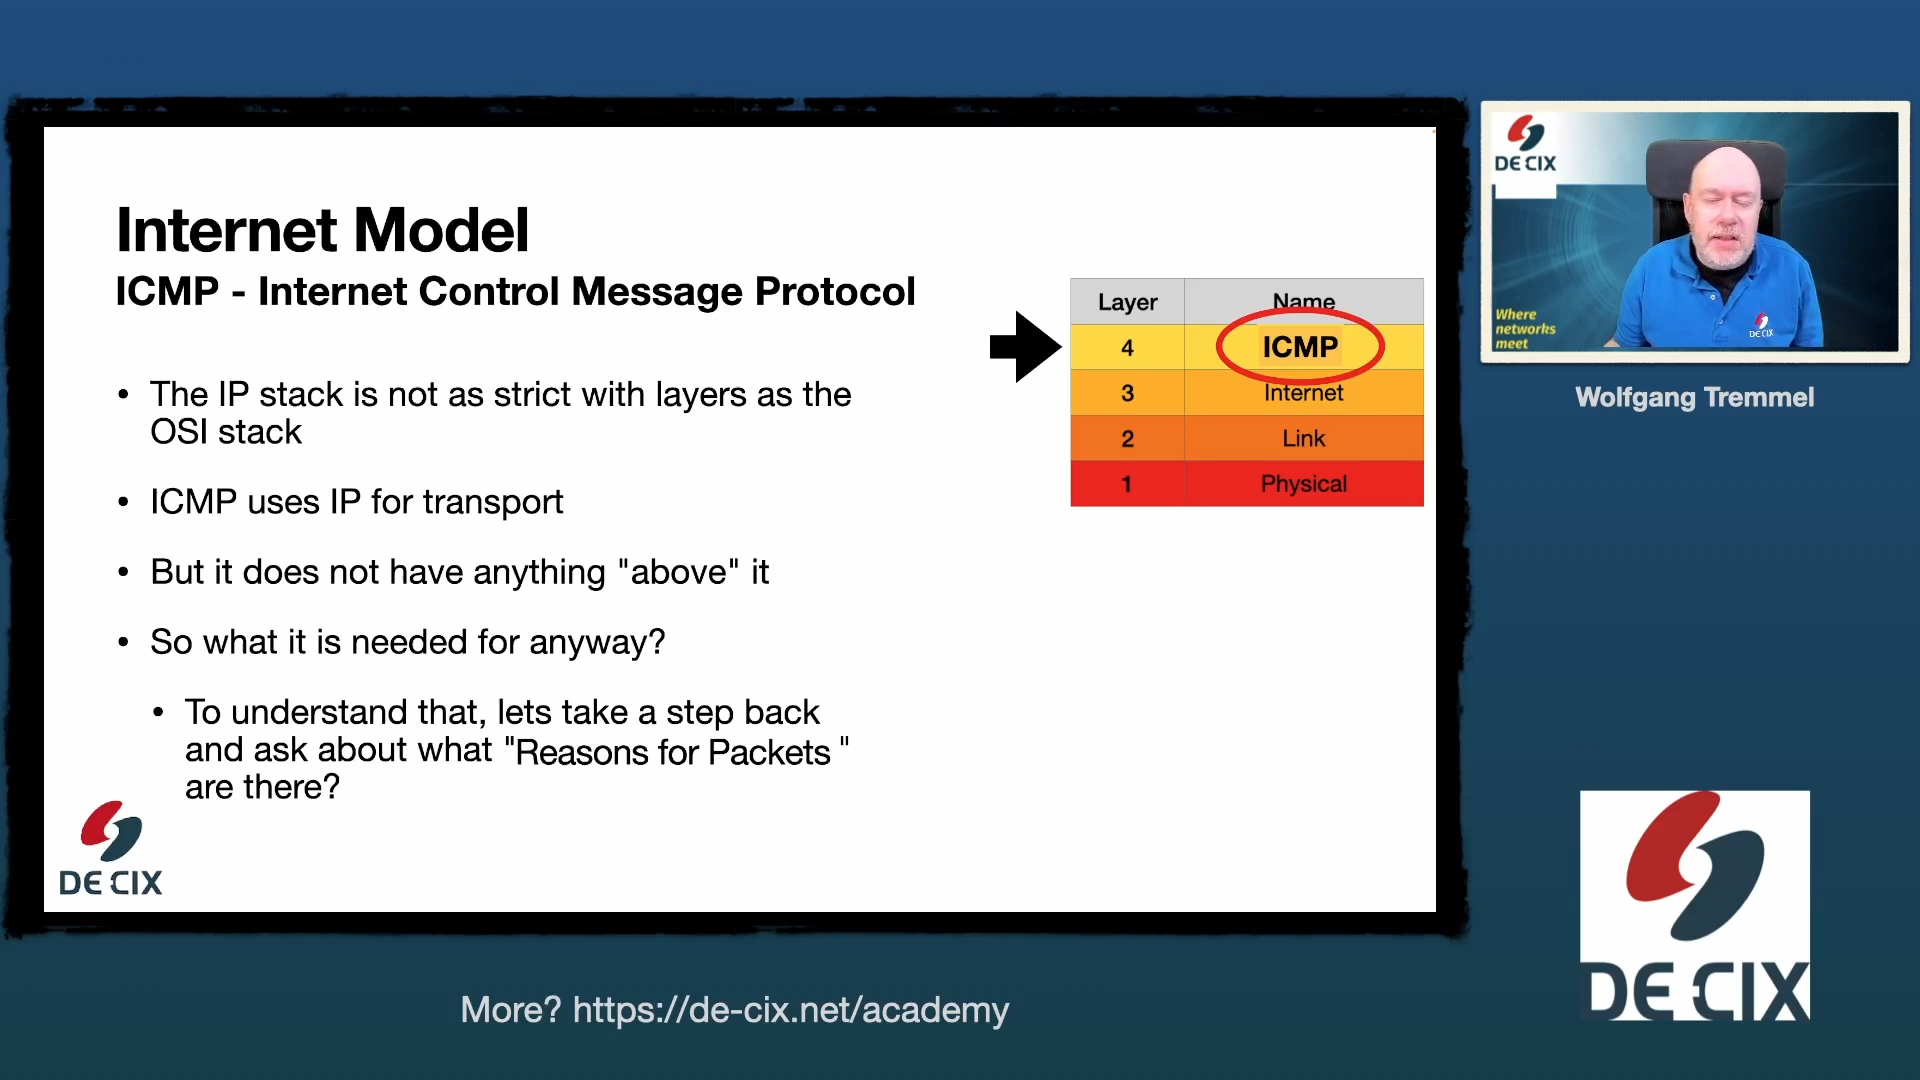 Internet Model
ICMP - Internet Control Message Protocol
• The IP stack is not as strict with layers as the
OSI stack
• ICMP uses IP for transport
• But it does not have anything "above" it
• So what it is needed for anyway?
• To understand that, lets take a step back
and ask about what "Reasons for Packets "
are there?
DE CIX
Layer Name
4 ICMP
3 Internet
2 Link
1 Physical
DE CIX
Where
networks
meet
DE CIX
Wolfgang Tremmel
DE CIX
More? https://de-cix.net/academy